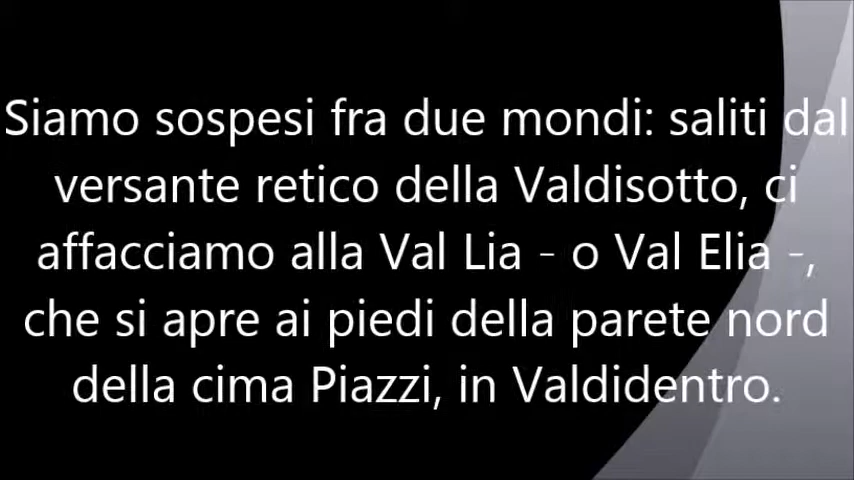 Siamo sospesi fra due mondi: saliti dal
versante retico della Valdisotto, ci
affacciamo alla Val Lia - o Val Elia -,
che si apre ai piedi della parete nord
della cima Piazzi, in Valdidentro.